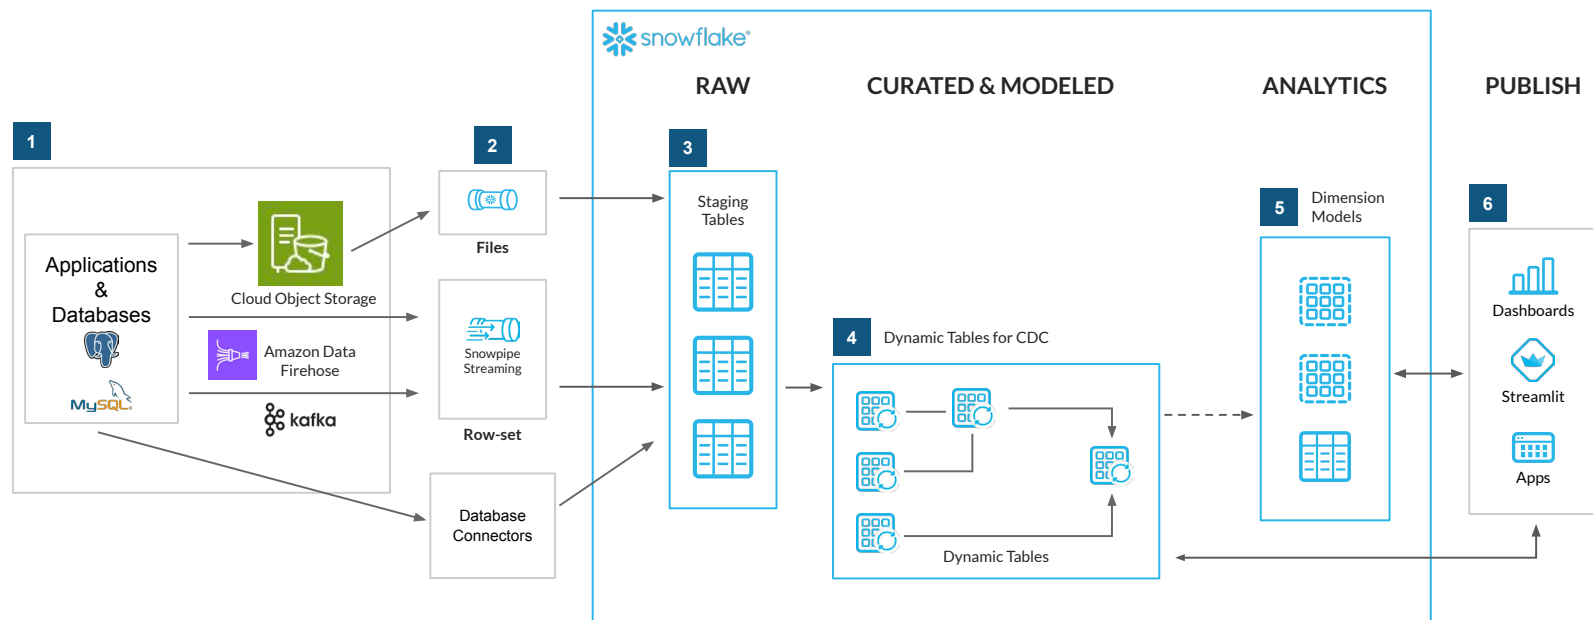 snowflake®
RAW
CURATED & MODELED
ANALYTICS
PUBLISH
1
2
3
Applications
&
Databases
MySQL®
Cloud Object Storage
Amazon Data
Firehose
kafka
Files
Snowpipe
Streaming
Row-set
Database
Connectors
Staging
Tables
4
Dynamic Tables for CDC
Dynamic Tables
5
Dimension
Models
6
Dashboards
Streamlit
Apps